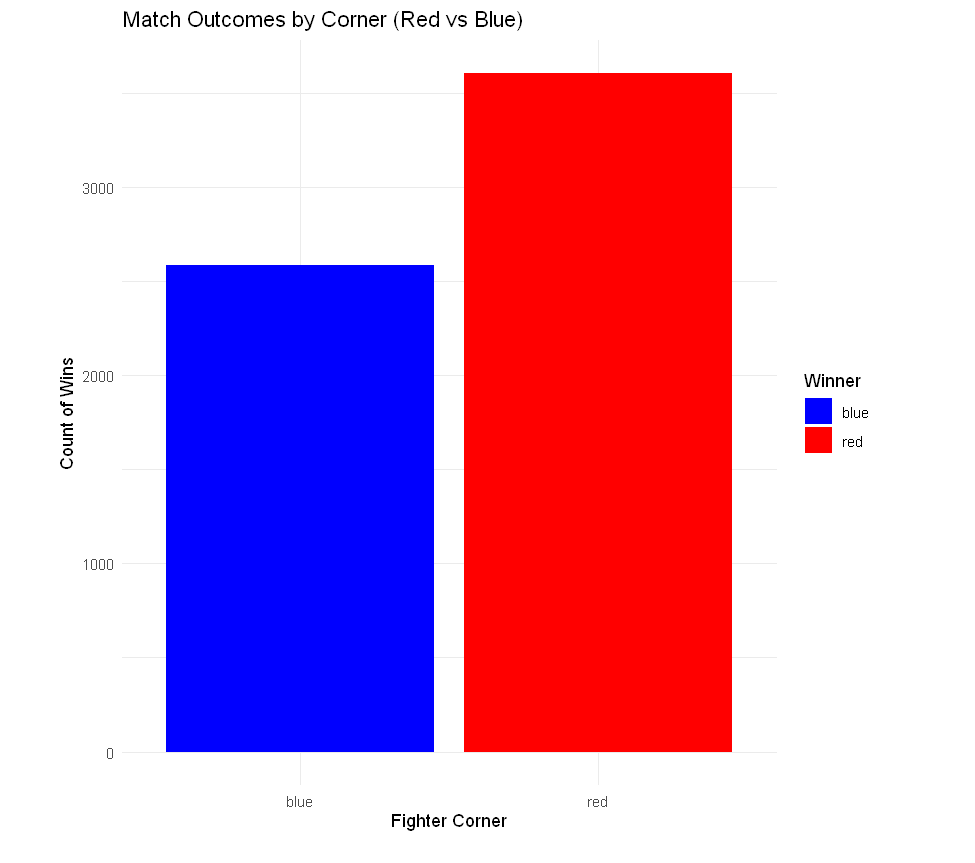 Match Outcomes by Corner (Red vs Blue)
3000
2000
1000
0
Count of Wins
blue
red
Fighter Corner
Winner
blue
red